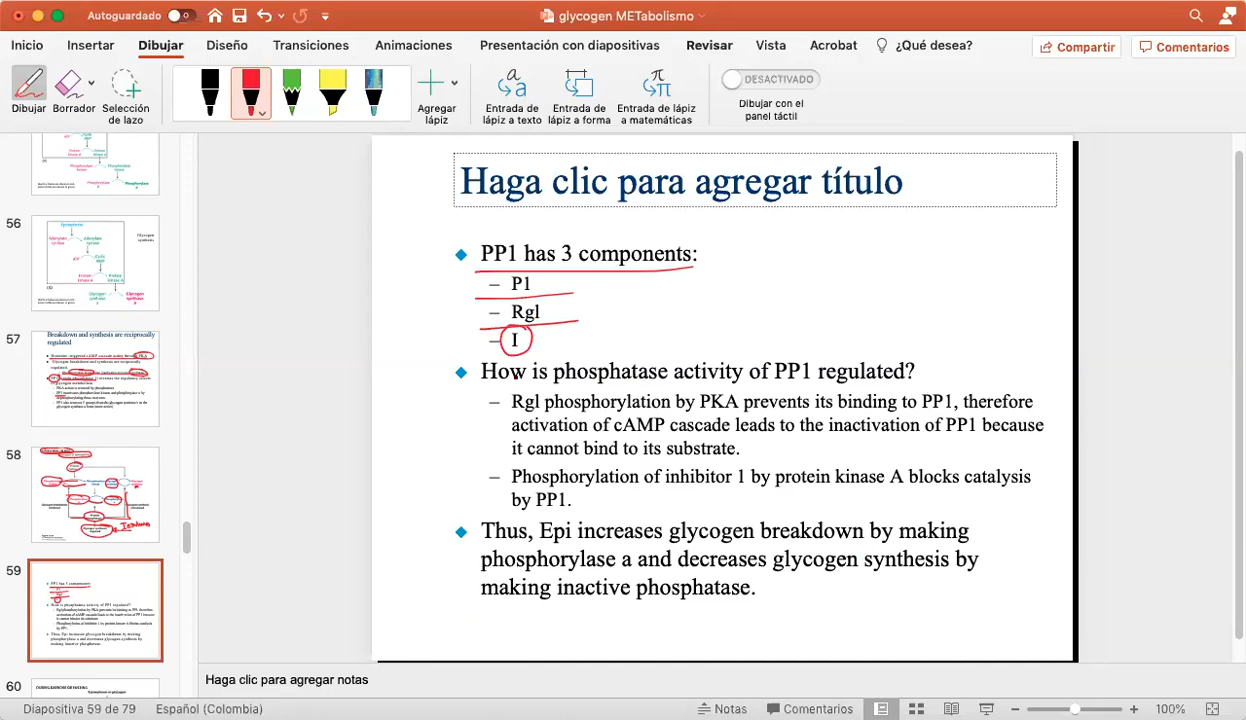 Autoguardado
glycogen METabolismo
Inicio Insertar Dibujar Diseño Transiciones Animaciones Presentación con diapositivas Revisar Vista Acrobat ¿Qué desea? Compartir Comentarios
Dibujar
Borrador
Selección
de lazo
Agregar
lápiz
Entrada de
lápiz a texto
Entrada de
lápiz a forma
Entrada de lápiz
a matemáticas
DESACTIVADO
Dibujar con el
panel táctil
56
57
Breakdown and synthesis are reciprocally
regulated
58
59
60
Haga clic para agregar título
PP1 has 3 components:
– P1
– Rgl
– I
How is phosphatase activity of PP1 regulated?
– Rgl phosphorylation by PKA prevents its binding to PP1, therefore
activation of cAMP cascade leads to the inactivation of PP1 because
it cannot bind to its substrate.
– Phosphorylation of inhibitor 1 by protein kinase A blocks catalysis
by PP1.
Thus, Epi increases glycogen breakdown by making
phosphorylase a and decreases glycogen synthesis by
making inactive phosphatase.
Haga clic para agregar notas
Diapositiva 59 de 79 Español (Colombia) Notas Comentarios 100%